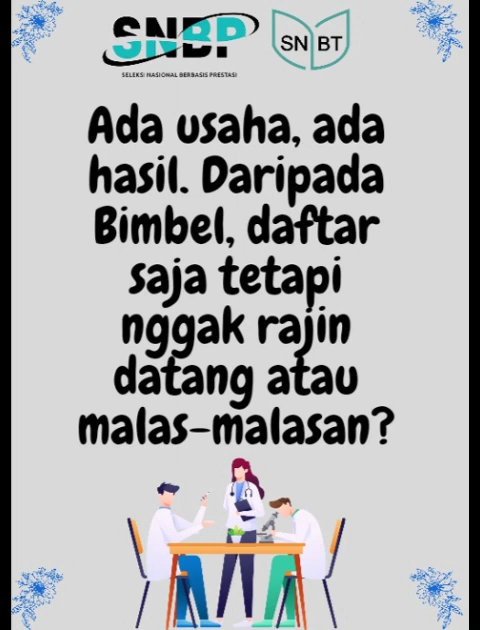 SNBP
SN BT
SELEKSI NASIONAL BERBASIS PRESTASI
Ada usaha, ada
hasil. Daripada
Bimbel, daftar
saja tetapi
nggak rajin
datang atau
malas-malasan?